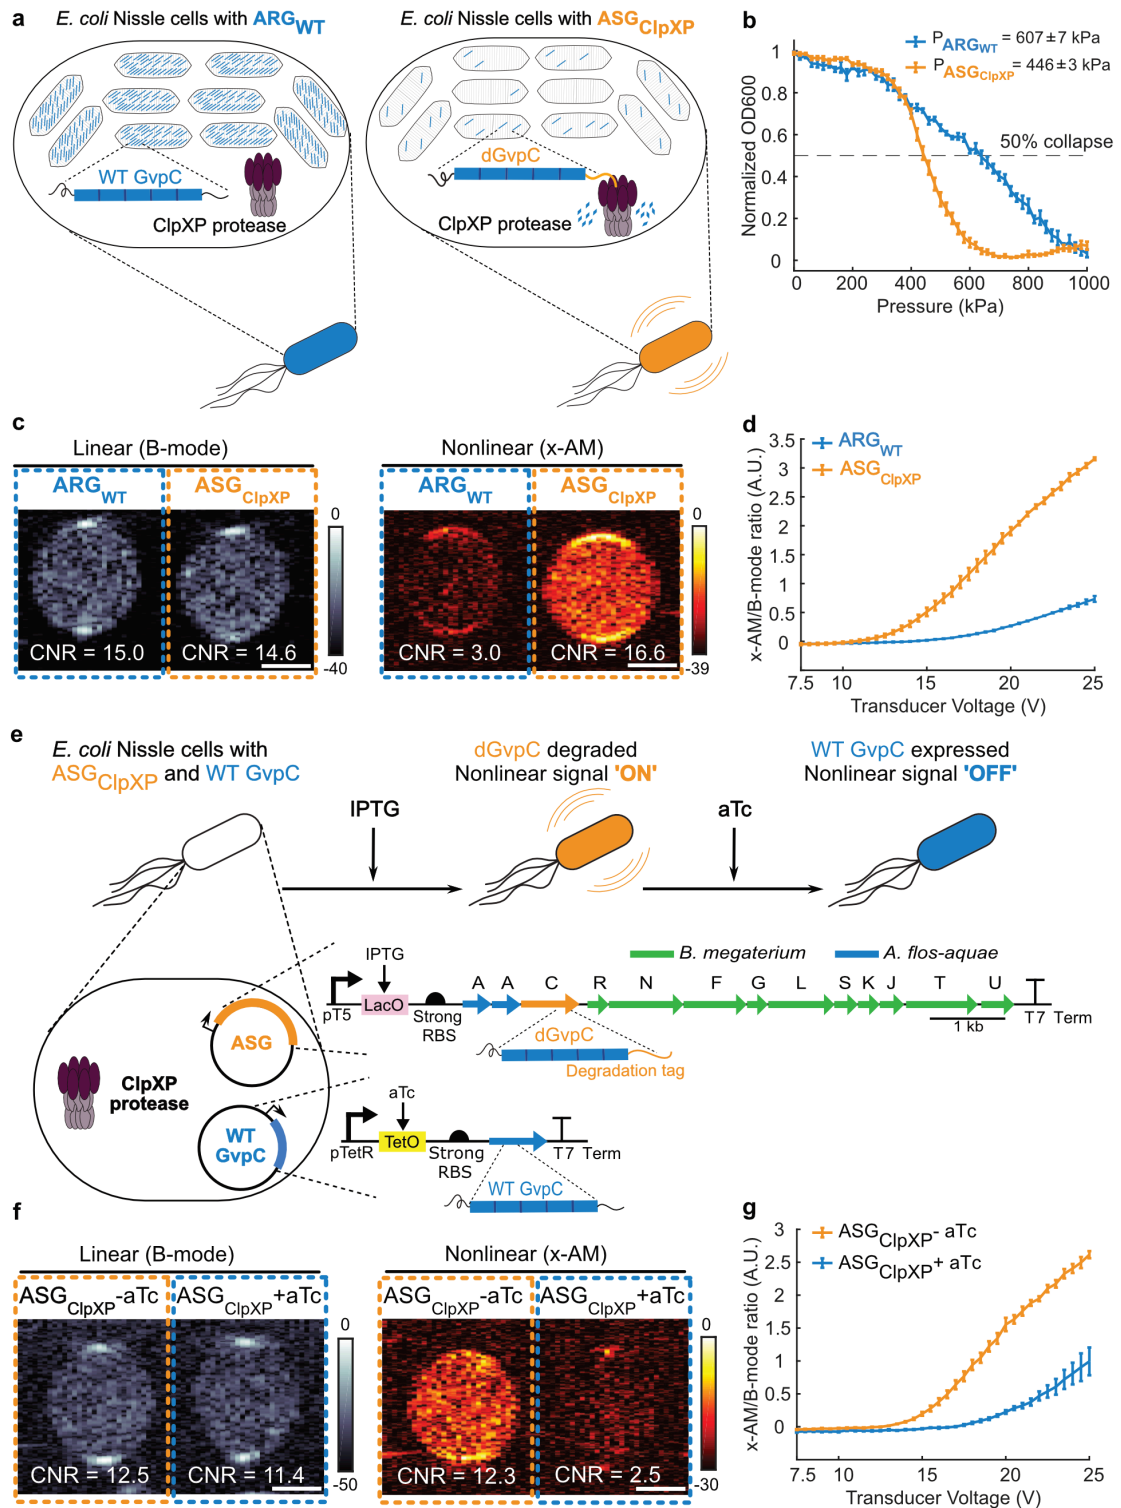 a
E. coli Nissle cells with ARGWT
E. coli Nissle cells with ASGClpXP
WT GvpC
ClpXP protease
dGvpC
ClpXP protease
b
PARGWT = 607±7 kPa
PASGClpXP = 446±3 kPa
50% collapse
Normalized OD600
1
0.8
0.6
0.4
0.2
0
0 200 400 600 800 1000
Pressure (kPa)
c
Linear (B-mode)
Nonlinear (x-AM)
ARGWT
ASGClpXP
ARGWT
ASGClpXP
CNR = 15.0
CNR = 14.6
CNR = 3.0
CNR = 16.6
0
-40
0
-39
d
ARGWT
ASGClpXP
x-AM/B-mode ratio (A.U.)
3.5
3
2.5
2
1.5
1
0.5
0
7.5 10 15 20 25
Transducer Voltage (V)
e
E. coli Nissle cells with
ASGClpXP and WT GvpC
IPTG
dGvpC degraded
Nonlinear signal 'ON'
aTc
WT GvpC expressed
Nonlinear signal 'OFF'
B. megaterium
A. flos-aquae
IPTG
A A C R N F G L S K J T U
pT5
LacO
Strong
RBS
1 kb
T7 Term
dGvpC
Degradation tag
ASG
ClpXP
protease
WT
GvpC
aTc
pTetR
TetO
Strong
RBS
T7 Term
WT GvpC
f
Linear (B-mode)
Nonlinear (x-AM)
ASGClpXP-aTc
ASGClpXP+aTc
ASGClpXP-aTc
ASGClpXP+aTc
CNR = 12.5
CNR = 11.4
CNR = 12.3
CNR = 2.5
0
-50
0
-30
g
ASGClpXP- aTc
ASGClpXP+ aTc
x-AM/B-mode ratio (A.U.)
3
2.5
2
1.5
1
0.5
0
7.5 10 15 20 25
Transducer Voltage (V)